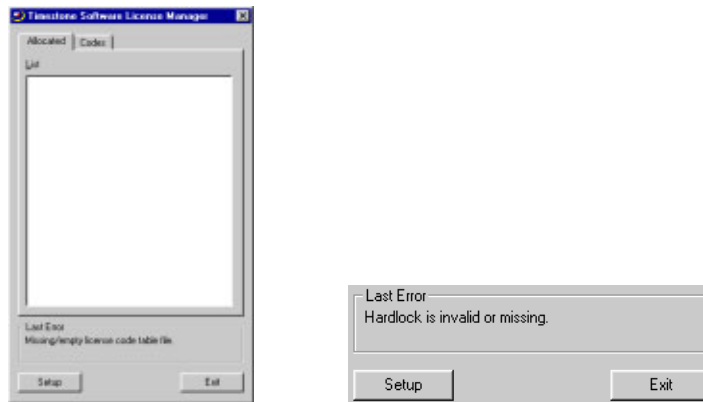 Timestone Software License Manager
Allocated
Codes
List
Last Error
Missing/empty license code table file
Setup
Exit
Last Error
Hardlock is invalid or missing.
Setup
Exit